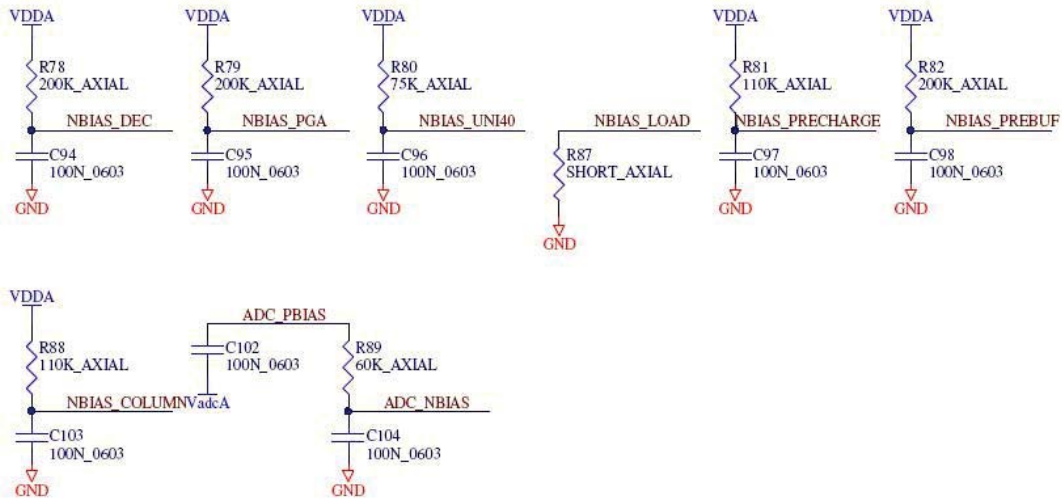 VDDA VDDA VDDA VDDA VDDA
R78 R79 R80 R81 R82
200K_AXIAL 200K_AXIAL 75K_AXIAL 110K_AXIAL 200K_AXIAL
NBIAS_DEC NBIAS_PGA NBIAS_UNI40 NBIAS_LOAD NBIAS_PRECHARGE NBIAS_PREBUF
C94 C95 C96 R87 C97 C98
100N_0603 100N_0603 100N_0603 SHORT_AXIAL 100N_0603 100N_0603
GND GND GND GND GND
GND
VDDA
ADC_PBIAS
R88 C102 R89
110K_AXIAL 100N_0603 60K_AXIAL
NBIAS_COLUMN VadcA ADC_NBIAS
C103 C104
100N_0603 100N_0603
GND GND